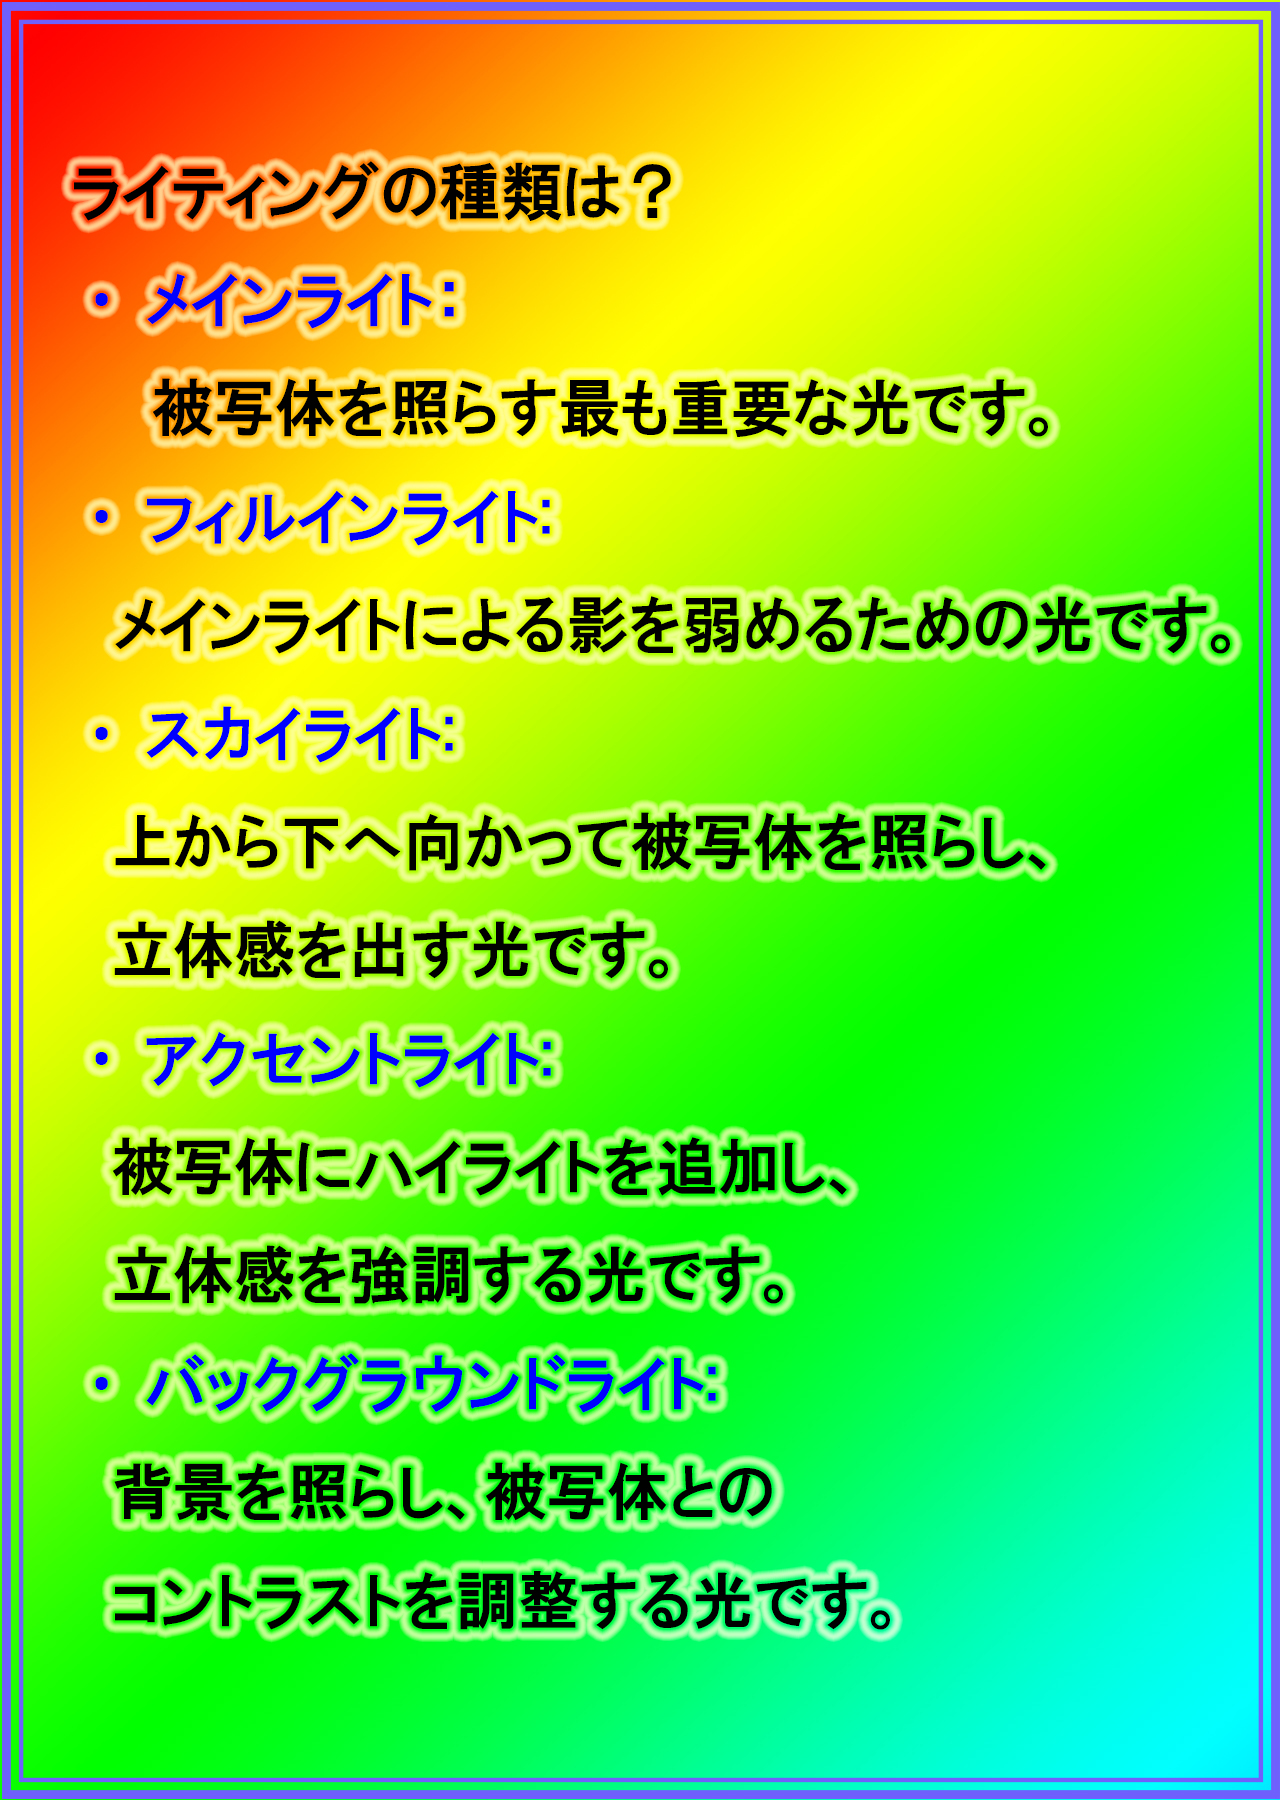 ライティングの種類は？
・ メインライト：
被写体を照らす最も重要な光です。
・ フィルインライト:
メインライトによる影を弱めるための光です。
・ スカイライト:
上から下へ向かって被写体を照らし、
立体感を出す光です。
・ アクセントライト:
被写体にハイライトを追加し、
立体感を強調する光です。
・ バックグラウンドライト:
背景を照らし、被写体との
コントラストを調整する光です。